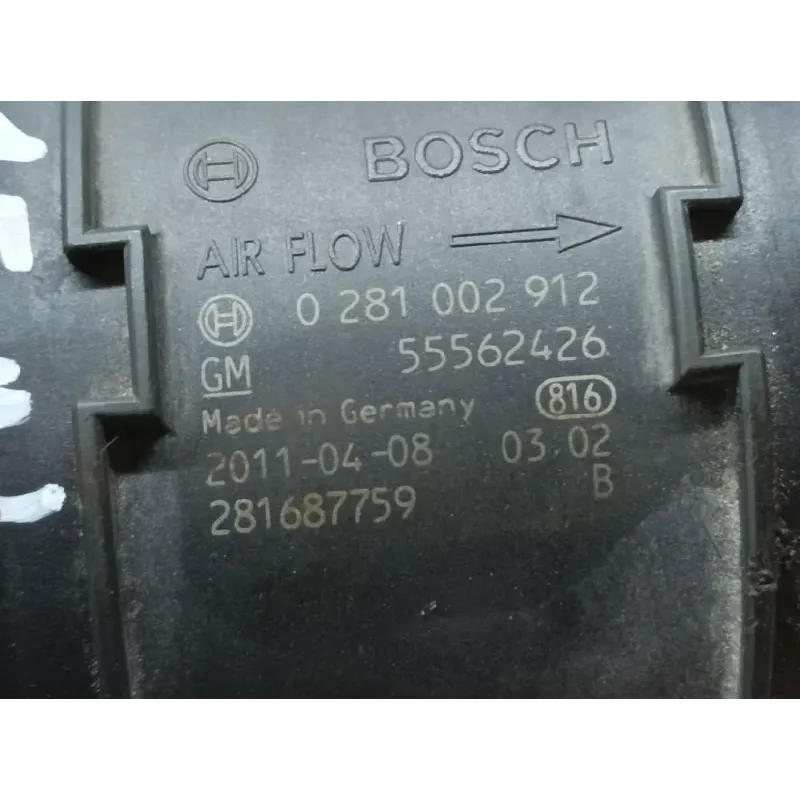 BOSCH
AIR FLOW
0 281 002 912
55562426
GM
Made in Germany 816
2011-04-08 03.02
281687759 B